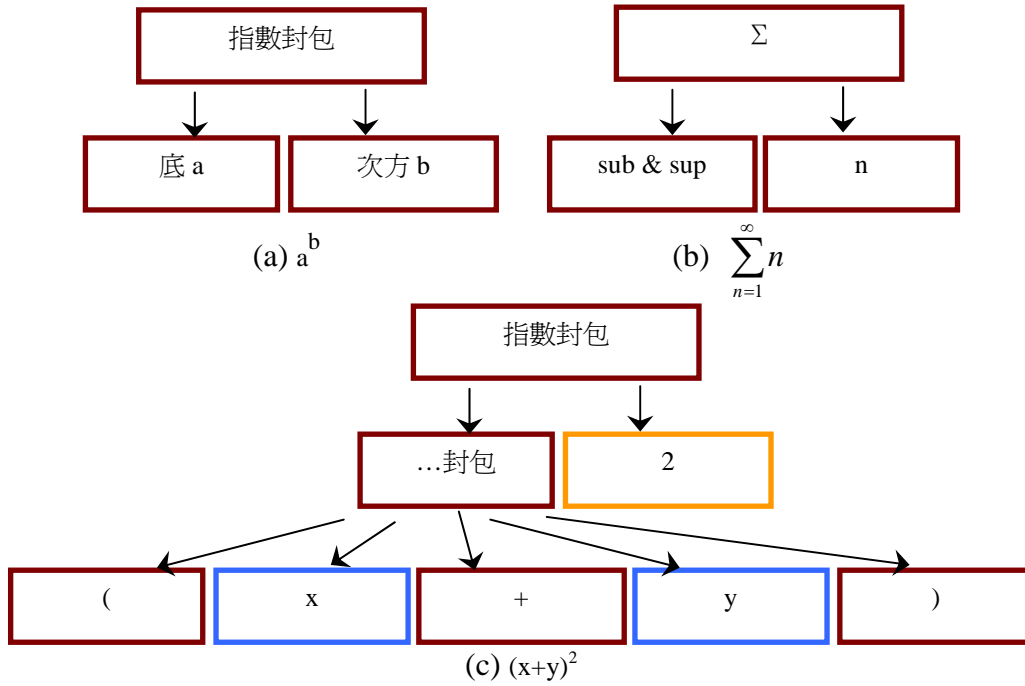 指數封包
Σ
底 a
次方 b
sub & sup
n
(a) a^b
(b) ∑_{n=1}^{∞} n
指數封包
…封包
2
(
x
+
y
)
(c) (x+y)^2